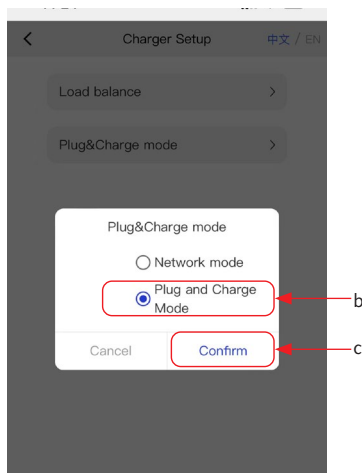 Charger Setup
中文 / EN
Load balance
Plug&Charge mode
Plug&Charge mode
Network mode
Plug and Charge
Mode
b
Cancel
Confirm
c